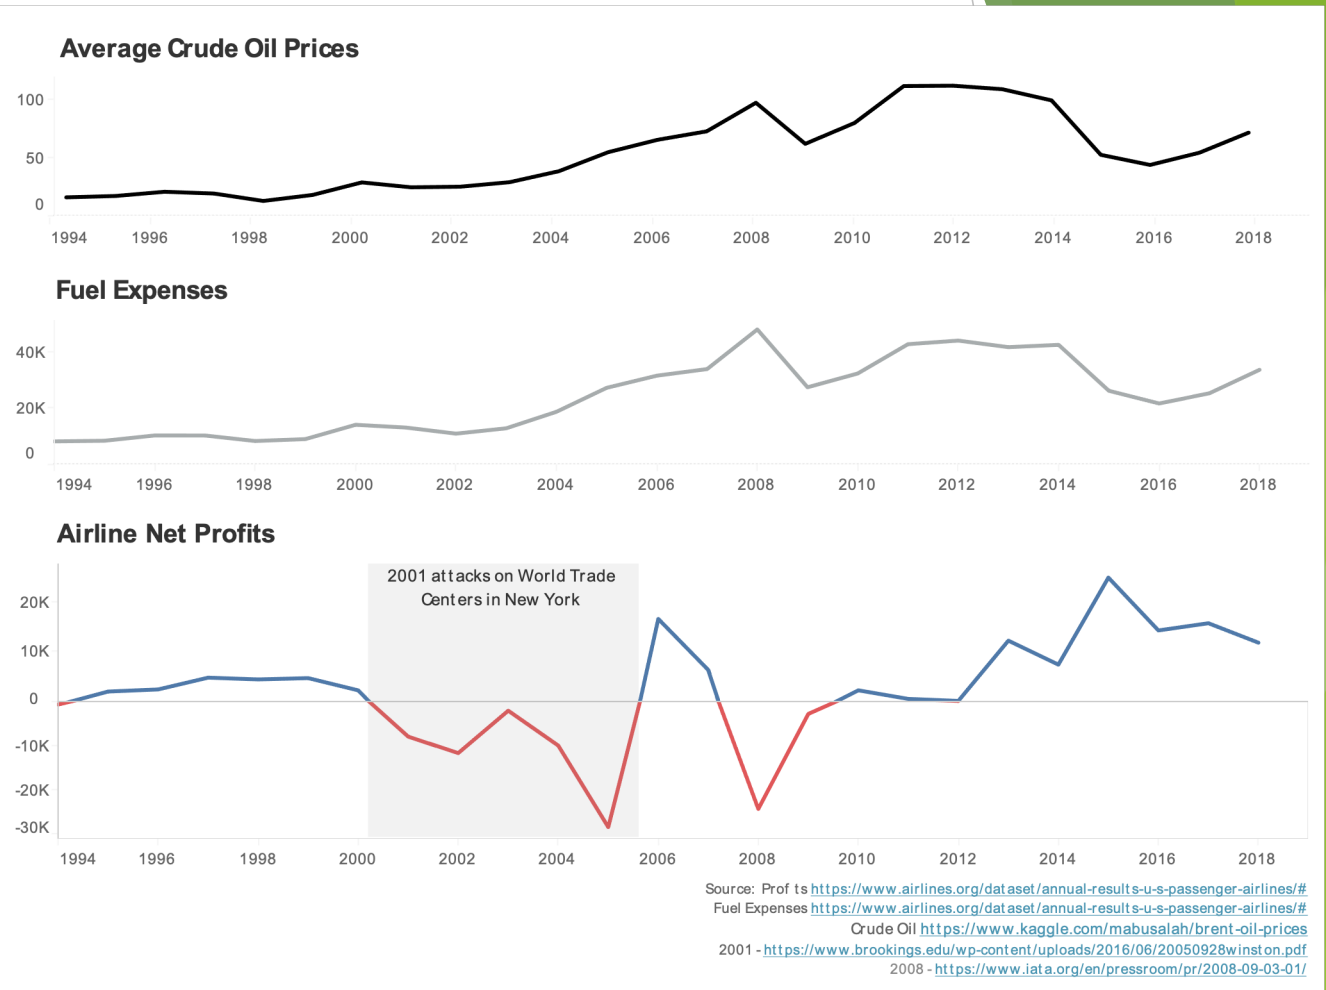 Average Crude Oil Prices
100
50
0
1994 1996 1998 2000 2002 2004 2006 2008 2010 2012 2014 2016 2018
Fuel Expenses
40K
20K
0
1994 1996 1998 2000 2002 2004 2006 2008 2010 2012 2014 2016 2018
Airline Net Profits
2001 attacks on World Trade
Centers in New York
20K
10K
0
-10K
-20K
-30K
1994 1996 1998 2000 2002 2004 2006 2008 2010 2012 2014 2016 2018
Source: Prof ts https://www.airlines.org/dataset/annual-results-u-s-passenger-airlines/#
Fuel Expenses https://www.airlines.org/dataset/annual-results-u-s-passenger-airlines/#
Crude Oil https://www.kaggle.com/mabusalah/brent-oil-prices
2001 - https://www.brookings.edu/wp-content/uploads/2016/06/20050928winston.pdf
2008 - https://www.iata.org/en/pressroom/pr/2008-09-03-01/